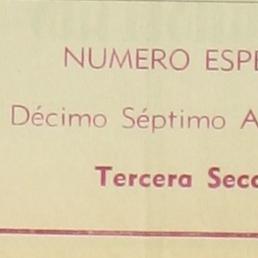 NUMERO ESPE
Décimo Séptimo A
Tercera Secc